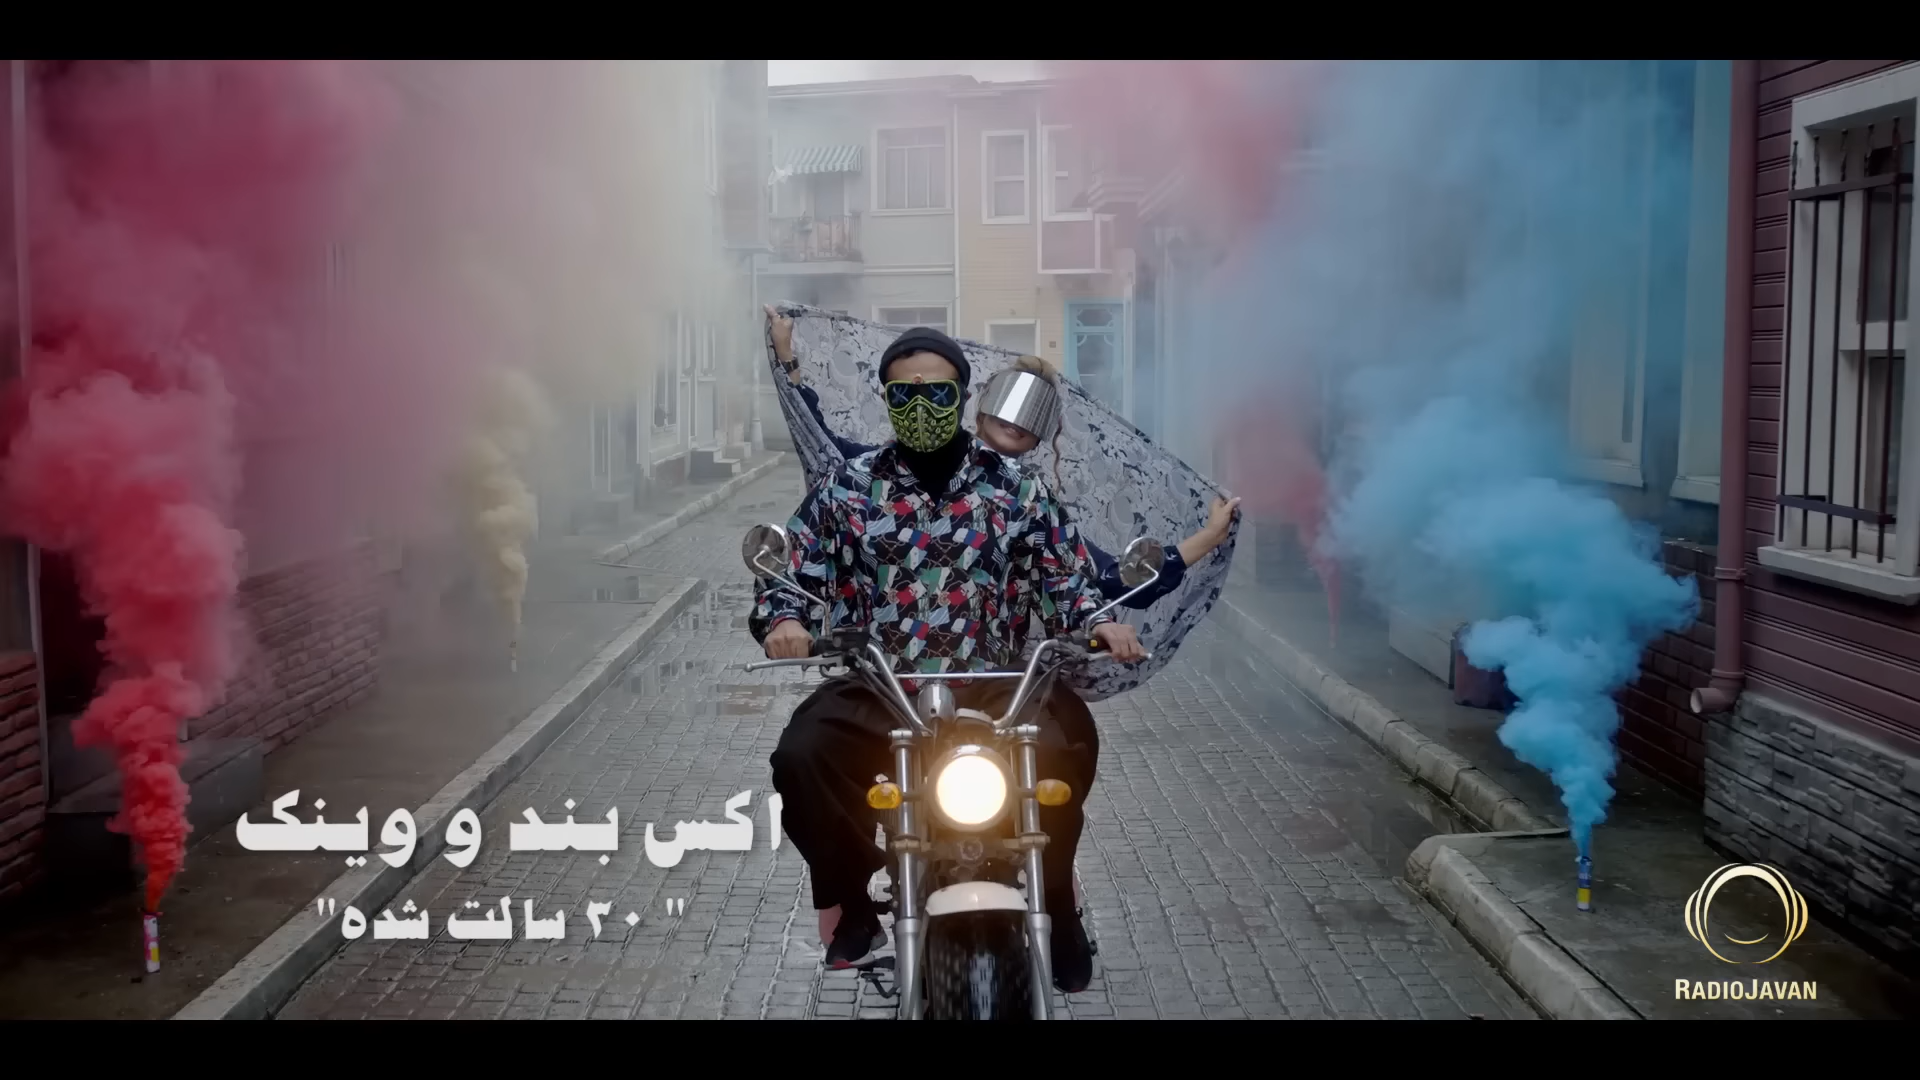 اکس بند و وینک
" ۳۰ سالت شده"
RADIOJAVAN